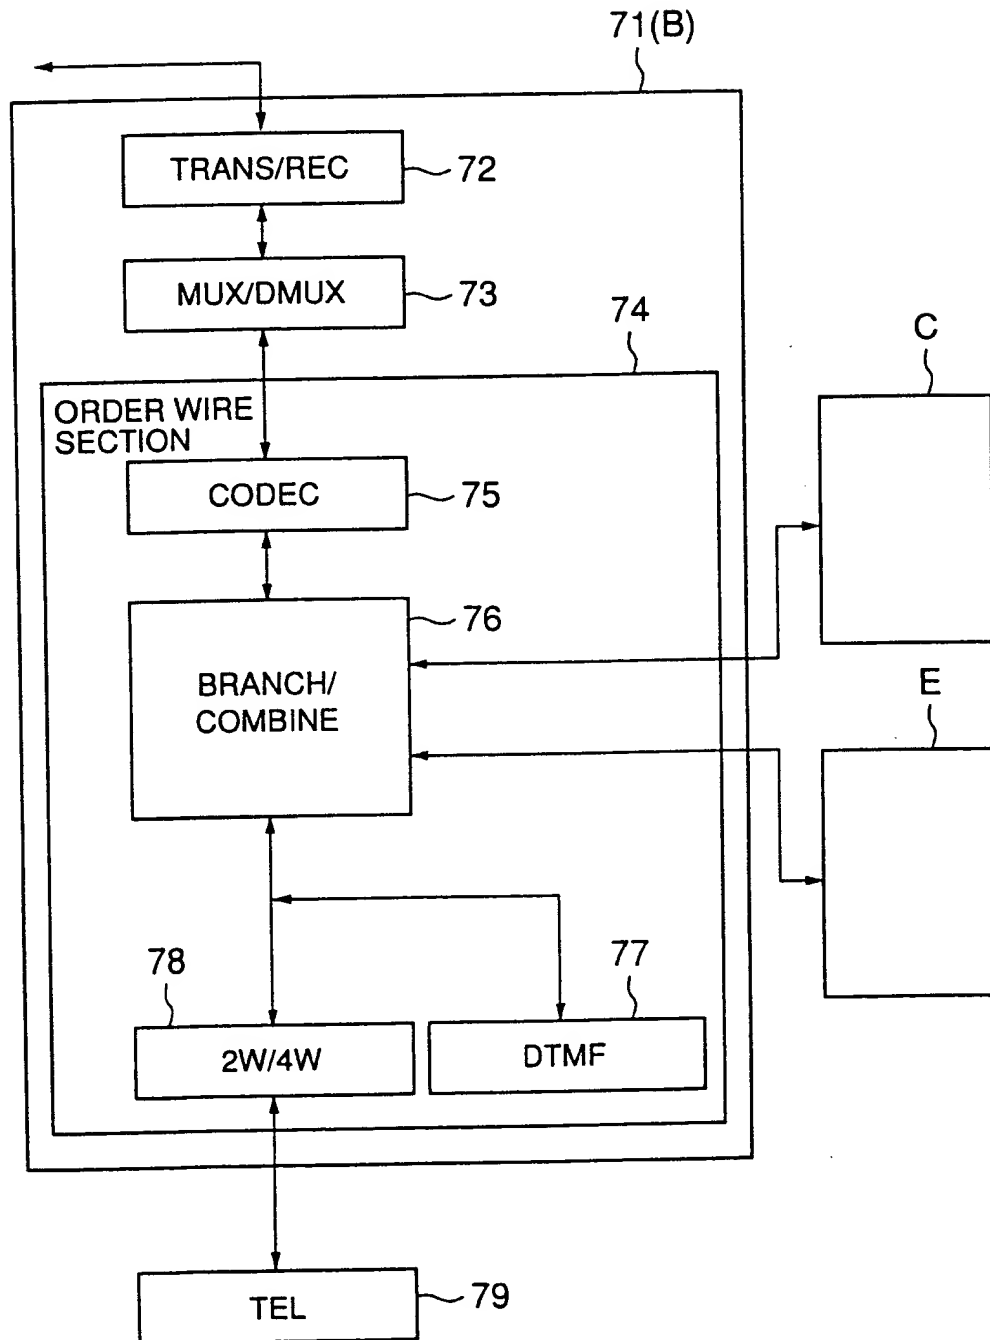 71(B)
TRANS/REC
72
MUX/DMUX
73
74
C
ORDER WIRE
SECTION
CODEC
75
76
BRANCH/
COMBINE
E
78
77
2W/4W
DTMF
TEL
79